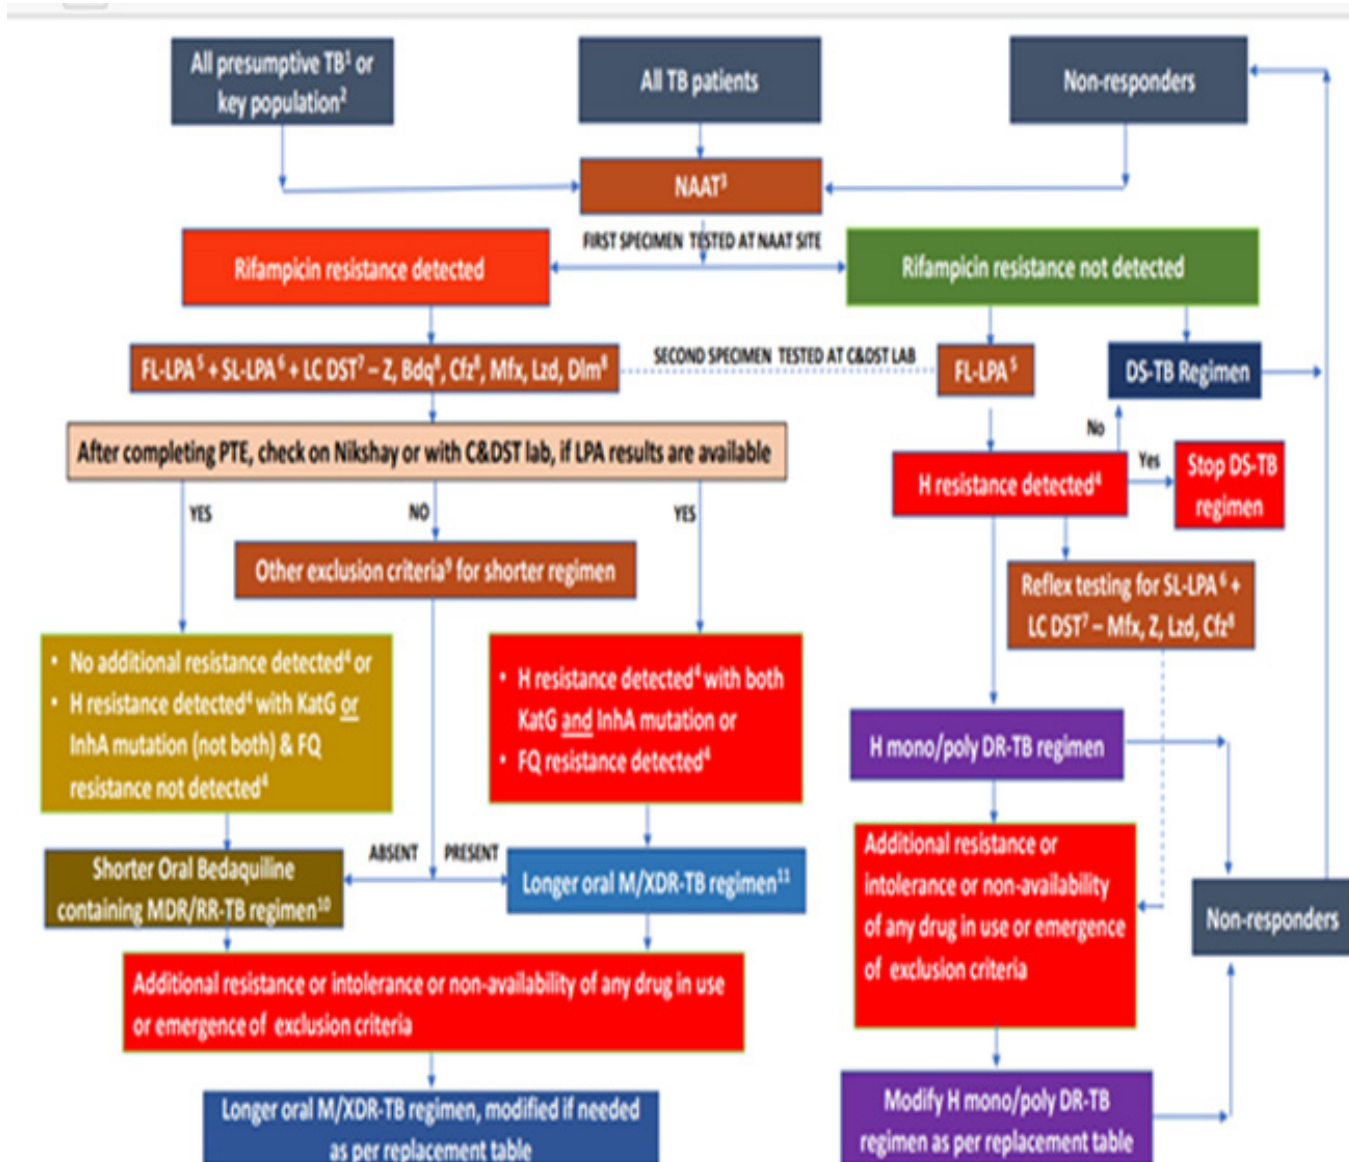 All presumptive TB¹ or
key population²
All TB patients
Non-responders
NAAT³
FIRST SPECIMEN TESTED AT NAAT SITE
Rifampicin resistance detected
Rifampicin resistance not detected
FL-LPA⁵ + SL-LPA⁶ + LC DST⁷ – Z, Bdq⁸, Cfz⁸, Mfx, Lzd, Dlm⁸
SECOND SPECIMEN TESTED AT C&DST LAB
FL-LPA⁵
DS-TB Regimen
After completing PTE, check on Nikshay or with C&DST lab, if LPA results are available
No
H resistance detected⁴
Yes
Stop DS-TB
regimen
YES
NO
YES
Other exclusion criteria⁹ for shorter regimen
Reflex testing for SL-LPA⁶ +
LC DST⁷ – Mfx, Z, Lzd, Cfz⁸
• No additional resistance detected⁴ or
• H resistance detected⁴ with KatG or
InhA mutation (not both) & FQ
resistance not detected⁴
• H resistance detected⁴ with both
KatG and InhA mutation or
• FQ resistance detected⁴
H mono/poly DR-TB regimen
ABSENT
PRESENT
Shorter Oral Bedaquiline
containing MDR/RR-TB regimen¹⁰
Longer oral M/XDR-TB regimen¹¹
Additional resistance or
intolerance or non-availability
of any drug in use or emergence
of exclusion criteria
Non-responders
Additional resistance or intolerance or non-availability of any drug in use
or emergence of exclusion criteria
Longer oral M/XDR-TB regimen, modified if needed
as per replacement table
Modify H mono/poly DR-TB
regimen as per replacement table